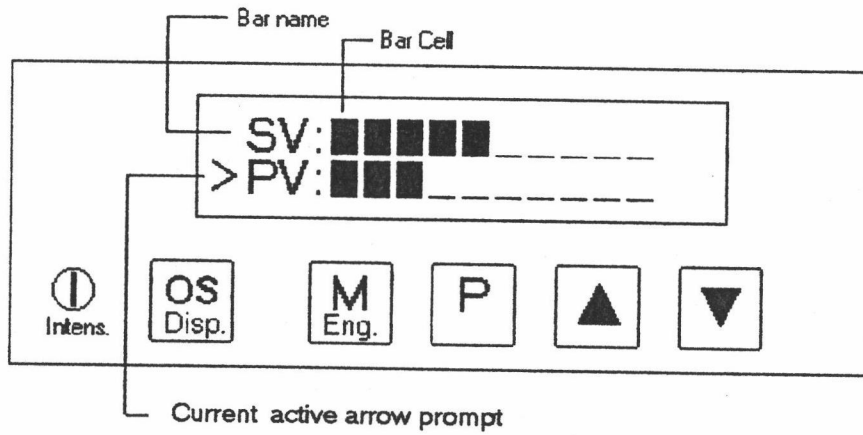 Bar name
Bar Cell
SV:
>PV:
Intens.
OS
Disp.
M
Eng.
P
Current active arrow prompt